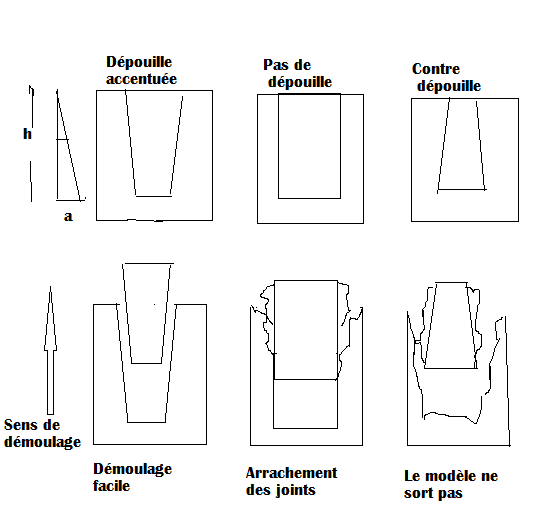 Dépouille
accentuée
Pas de
dépouille
Contre
dépouille
h
a
Sens de
démoulage
Démoulage
facile
Arrachement
des joints
Le modèle ne
sort pas